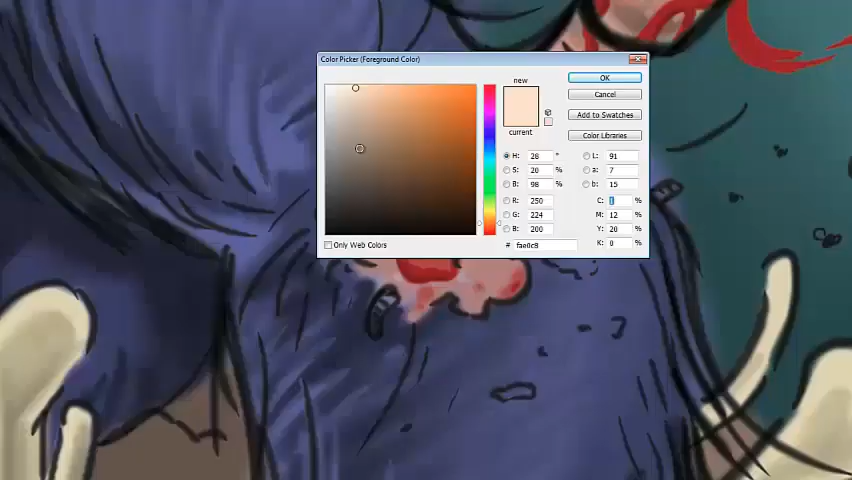 Color Picker (Foreground Color)
new
current
OK
Cancel
Add to Swatches
Color Libraries
H: 28 °
S: 20 %
B: 98 %
R: 250
G: 224
B: 200
L: 91
a: 7
b: 15
C: 1 %
M: 12 %
Y: 20 %
K: 0 %
# fae0c8
Only Web Colors